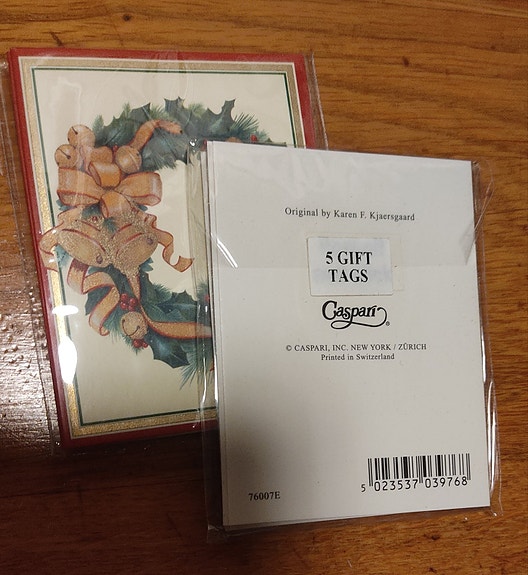 Original by Karen F. Kjaersgaard
5 GIFT
TAGS
Caspari®
© CASPARI, INC. NEW YORK / ZÜRICH
Printed in Switzerland
76007E
5 023537 039768